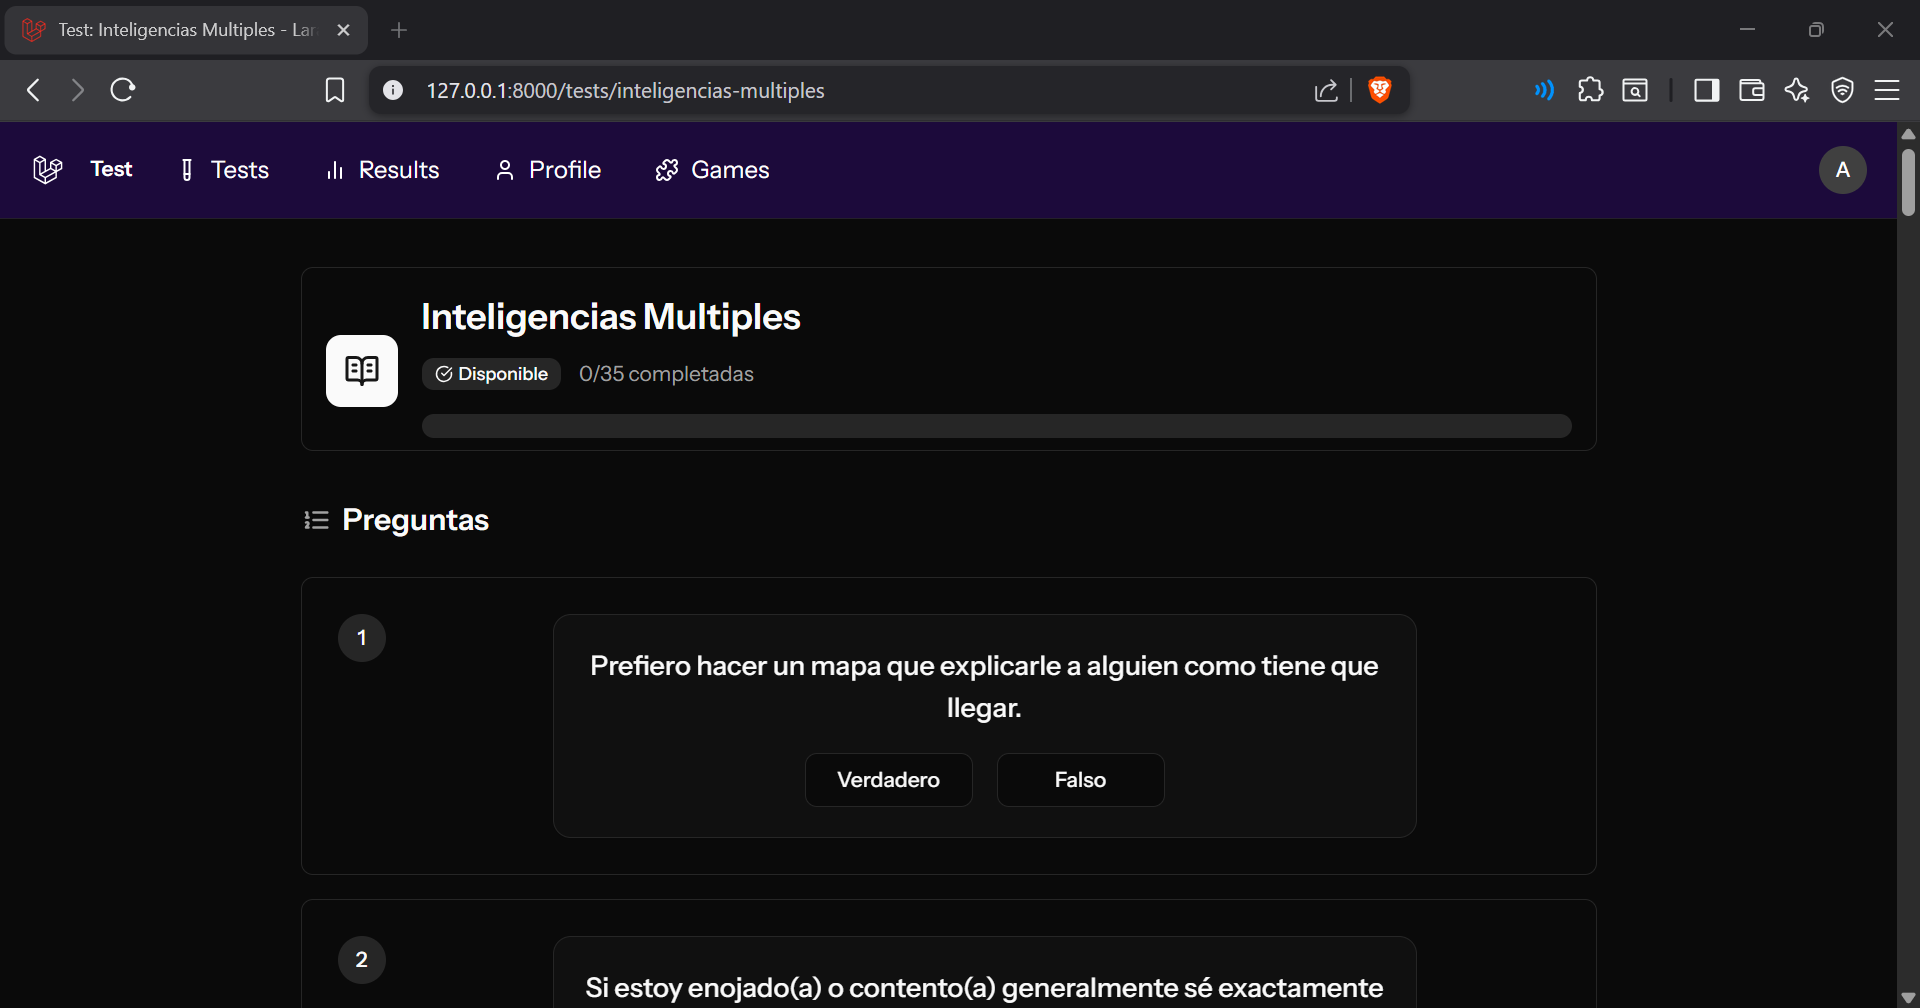 Test: Inteligencias Multiples - Lar
127.0.0.1:8000/tests/inteligencias-multiples
Test
Tests
Results
Profile
Games
A
Inteligencias Multiples
Disponible
0/35 completadas
Preguntas
1
Prefiero hacer un mapa que explicarle a alguien como tiene que
llegar.
Verdadero
Falso
2
Si estoy enojado(a) o contento(a) generalmente sé exactamente